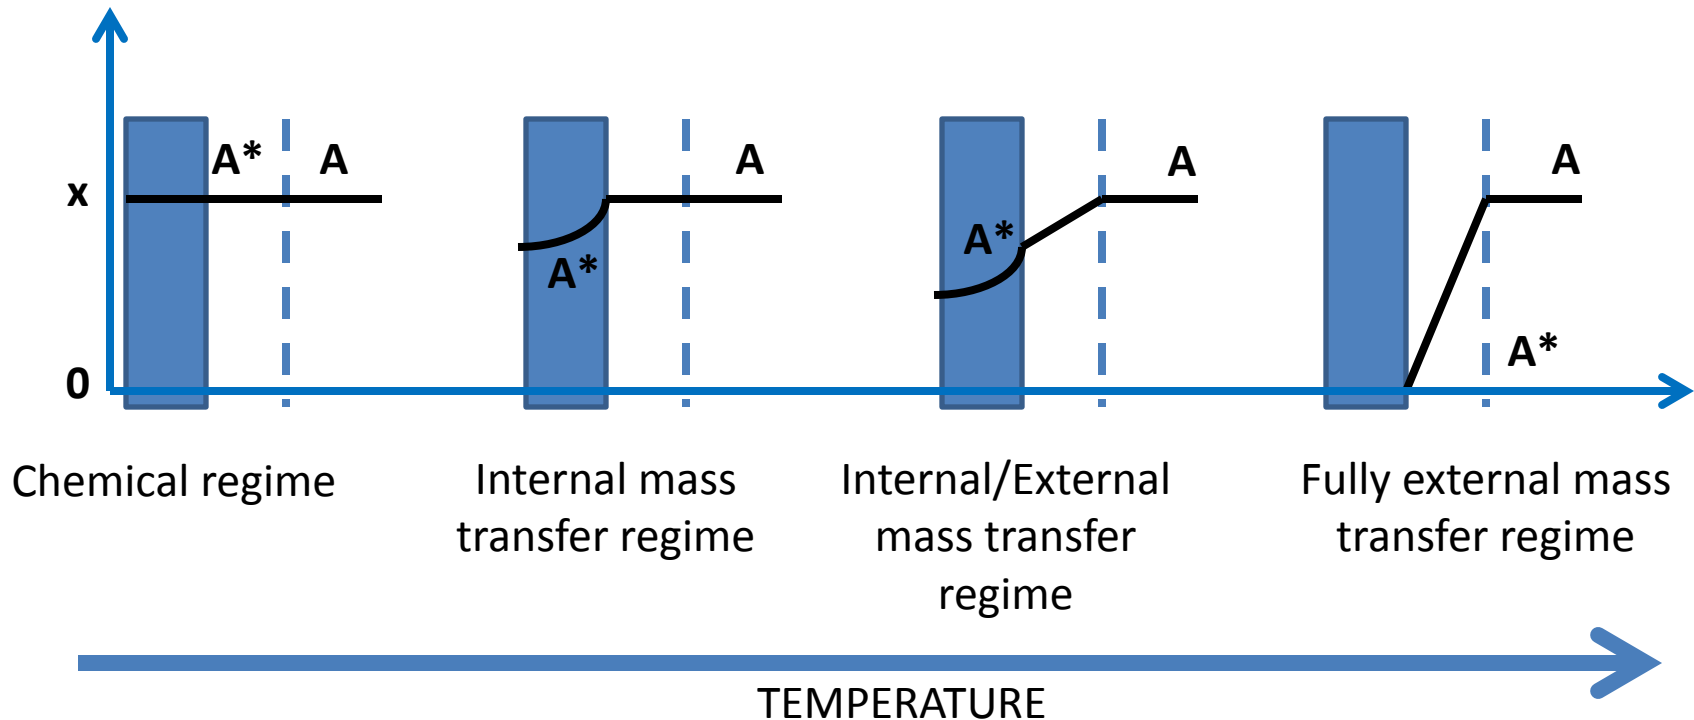 A*
A
A
A
A
x
A*
A*
A*
0
Chemical regime
Internal mass
transfer regime
Internal/External
mass transfer
regime
Fully external mass
transfer regime
TEMPERATURE